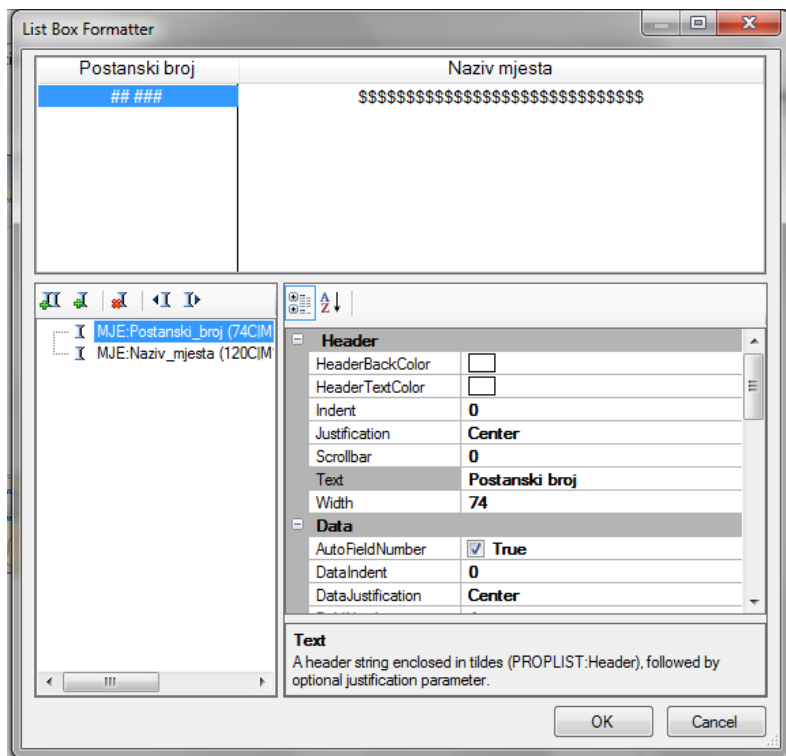 List Box Formatter
Postanski broj Naziv mjesta
## ### $$$$$$$$$$$$$$$$$$$$$$$$$$$$$$
MJE:Postanski_broj (74C|M
MJE:Naziv_mjesta (120C|M
Header
HeaderBackColor
HeaderTextColor
Indent 0
Justification Center
Scrollbar 0
Text Postanski broj
Width 74
Data
AutoFieldNumber True
DataIndent 0
DataJustification Center
Text
A header string enclosed in tildes (PROPLIST:Header), followed by
optional justification parameter.
OK Cancel